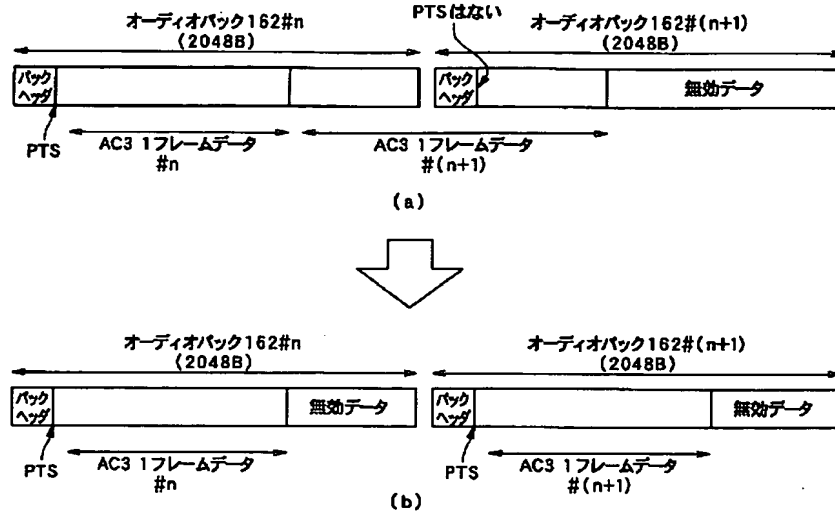 PTSはない
オーディオパック162#n
(2048B)
オーディオパック162#(n+1)
(2048B)
パック
ヘッダ
パック
ヘッダ
無効データ
PTS
AC3 1フレームデータ
#n
AC3 1フレームデータ
#(n+1)
(a)
オーディオパック162#n
(2048B)
オーディオパック162#(n+1)
(2048B)
パック
ヘッダ
無効データ
パック
ヘッダ
無効データ
PTS
AC3 1フレームデータ
#n
PTS
AC3 1フレームデータ
#(n+1)
(b)